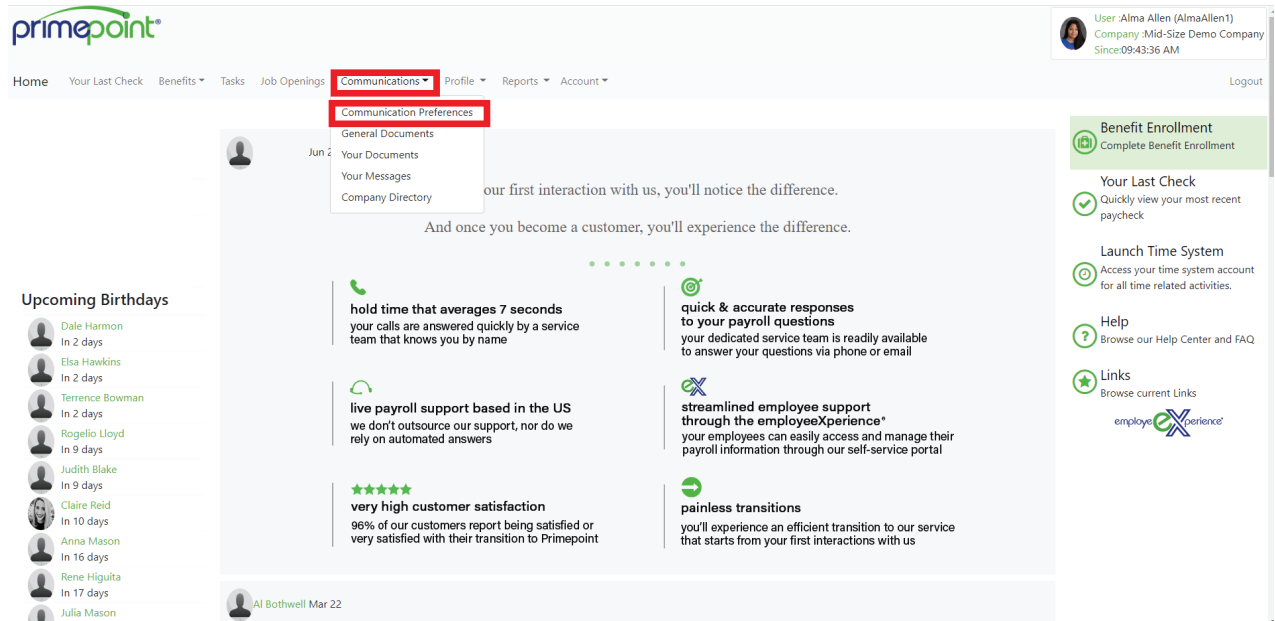 primepoint®
User :Alma Allen (AlmaAllen1)
Company :Mid-Size Demo Company
Since:09:43:36 AM
Home Your Last Check Benefits Tasks Job Openings Communications Profile Reports Account Logout
Communication Preferences
General Documents
Your Documents
Your Messages
Company Directory
Jun 2
our first interaction with us, you'll notice the difference.
And once you become a customer, you'll experience the difference.
hold time that averages 7 seconds
your calls are answered quickly by a service
team that knows you by name
quick & accurate responses
to your payroll questions
your dedicated service team is readily available
to answer your questions via phone or email
live payroll support based in the US
we don't outsource our support, nor do we
rely on automated answers
eX
streamlined employee support
through the employeeXperience®
your employees can easily access and manage their
payroll information through our self-service portal
very high customer satisfaction
96% of our customers report being satisfied or
very satisfied with their transition to Primepoint
painless transitions
you'll experience an efficient transition to our service
that starts from your first interactions with us
Al Bothwell Mar 22
Upcoming Birthdays
Dale Harmon
In 2 days
Elsa Hawkins
In 2 days
Terrence Bowman
In 2 days
Rogelio Lloyd
In 9 days
Judith Blake
In 9 days
Claire Reid
In 10 days
Anna Mason
In 16 days
Rene Higuita
In 17 days
Julia Mason
Benefit Enrollment
Complete Benefit Enrollment
Your Last Check
Quickly view your most recent
paycheck
Launch Time System
Access your time system account
for all time related activities.
Help
Browse our Help Center and FAQ
Links
Browse current Links
employeeXperience®